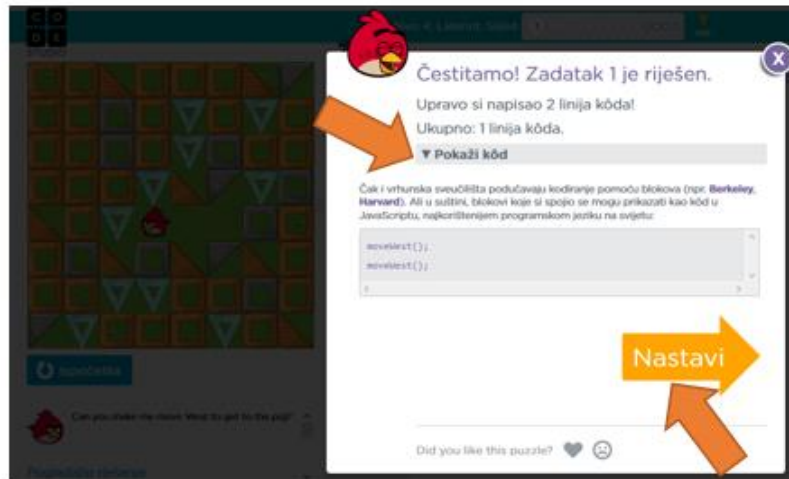 C O
D E
STUDIO
X
Čestitamo! Zadatak 1 je riješen.
Upravo si napisao 2 linija kôda!
Ukupno: 1 linija kôda.
▼ Pokaži kôd
Čak i vrhunska sveučilišta podučavaju kodiranje pomoću blokova (npr. Berkeley,
Harvard). Ali u suštini, blokovi koje si spojio se mogu prikazati kao kôd u
JavaScriptu, najkorištenijem programskom jeziku na svijetu:
moveWest();
moveWest();
Nastavi
Can you make me move West to get to the pig?
Did you like this puzzle?